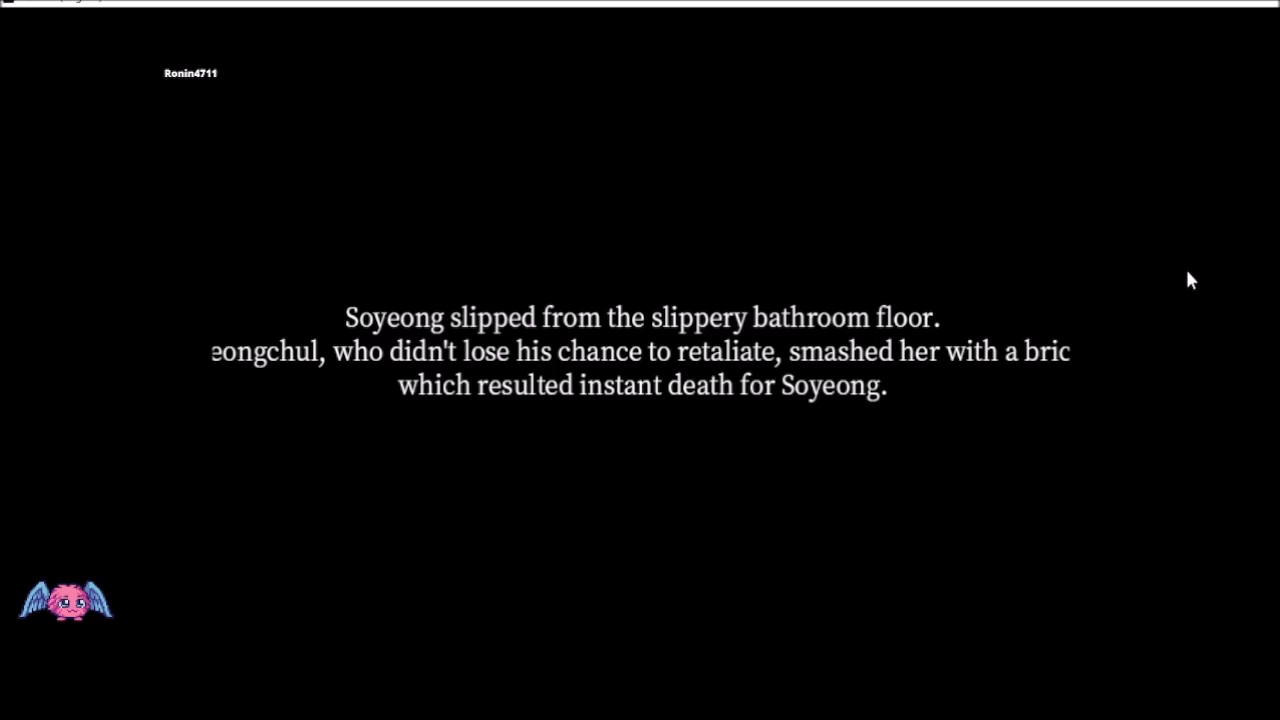 Ronin4711
Soyeong slipped from the slippery bathroom floor.
eongchul, who didn't lose his chance to retaliate, smashed her with a bric
which resulted instant death for Soyeong.